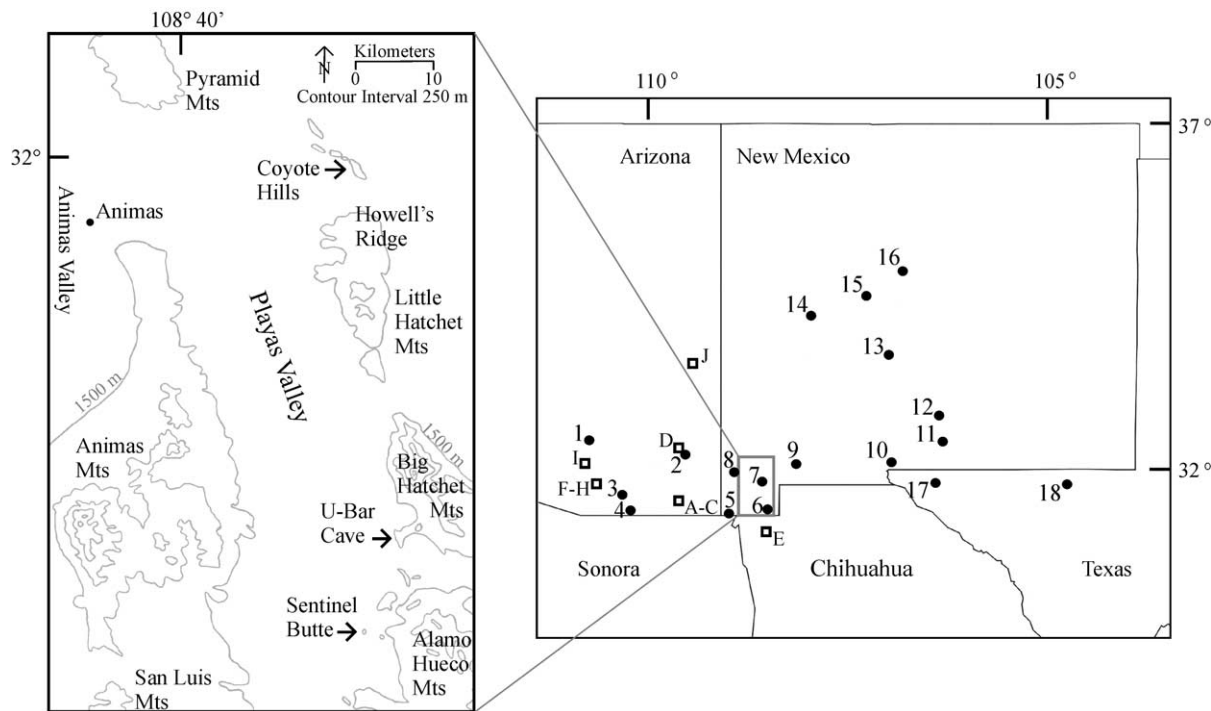 108° 40'
Pyramid
Mts
Kilometers
N
0 10
Contour Interval 250 m
32°
Coyote
Hills
Animas
Animas Valley
Howell's
Ridge
Playas Valley
Little
Hatchet
Mts
1500 m
1500 m
Animas
Mts
Big
Hatchet
Mts
U-Bar
Cave
Sentinel
Butte
Alamo
Hueco
Mts
San Luis
Mts
110° 105°
37°
Arizona New Mexico
16
15
14
13
J
12
11
1
D
2
I
8
7
9
10
32°
F-H
3
4
A-C
5
6
17
18
E
Sonora Chihuahua Texas